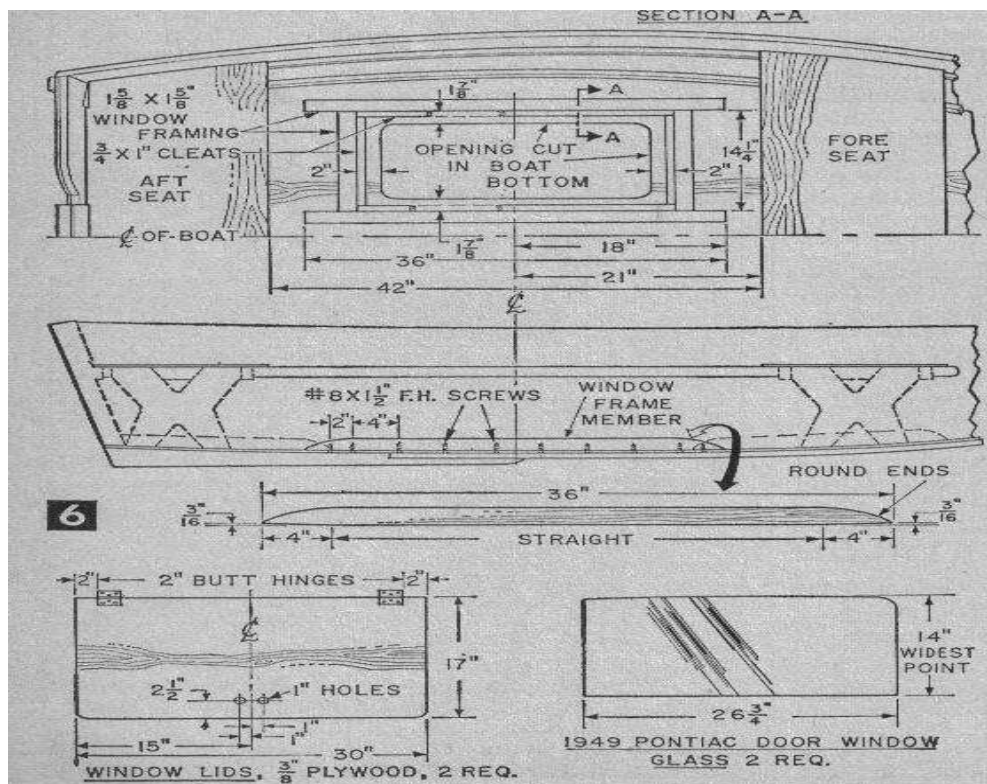 SECTION A-A
1 5/8 X 1 5/8"
WINDOW
FRAMING
3/4 X 1" CLEATS
AFT
SEAT
℄ OF BOAT
1 7/8"
A
A
OPENING CUT
IN BOAT
BOTTOM
2"
2"
14 1/4"
FORE
SEAT
1 7/8"
18"
36"
21"
42"
℄
#8 X 1 1/2" F.H. SCREWS
2"
4"
WINDOW
FRAME
MEMBER
ROUND ENDS
6
36"
3/16"
3/16"
4"
STRAIGHT
4"
2"
2" BUTT HINGES
2"
℄
17"
2 1/2"
1" HOLES
1"
1"
15"
30"
WINDOW LIDS, 3/8" PLYWOOD, 2 REQ.
14"
WIDEST
POINT
26 3/4"
1949 PONTIAC DOOR WINDOW
GLASS 2 REQ.